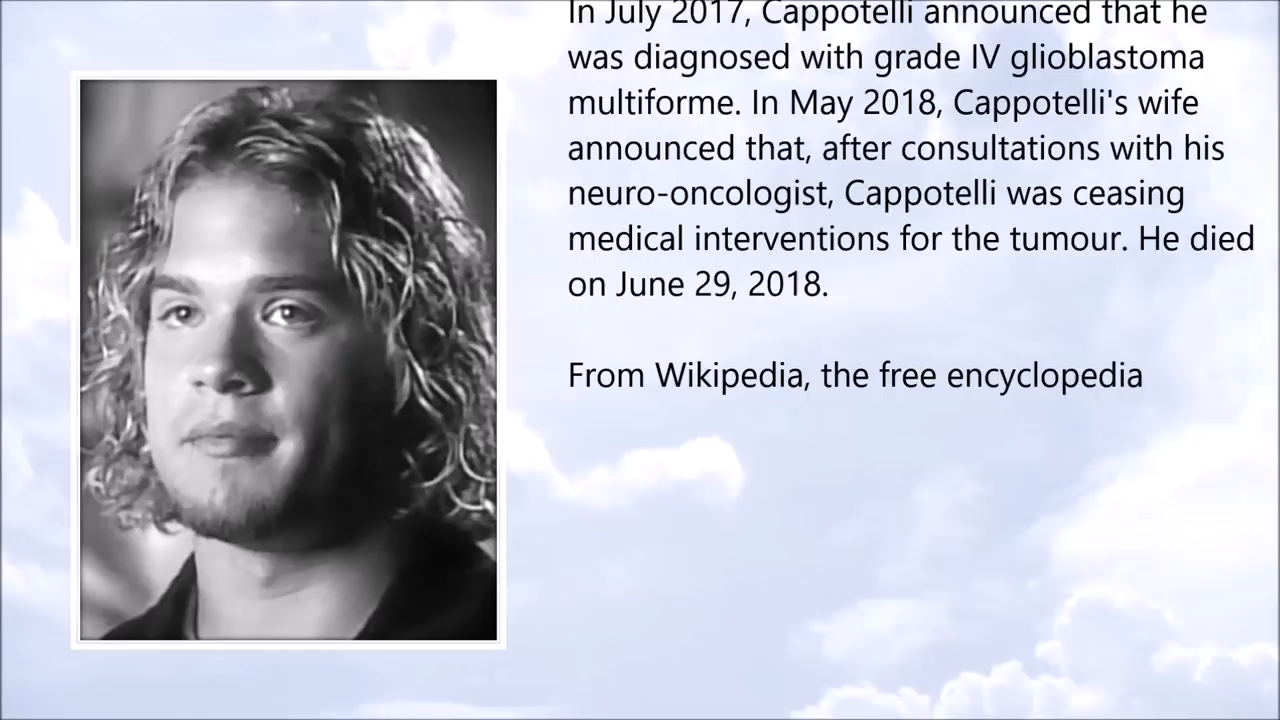 In July 2017, Cappotelli announced that he
was diagnosed with grade IV glioblastoma
multiforme. In May 2018, Cappotelli's wife
announced that, after consultations with his
neuro-oncologist, Cappotelli was ceasing
medical interventions for the tumour. He died
on June 29, 2018.
From Wikipedia, the free encyclopedia